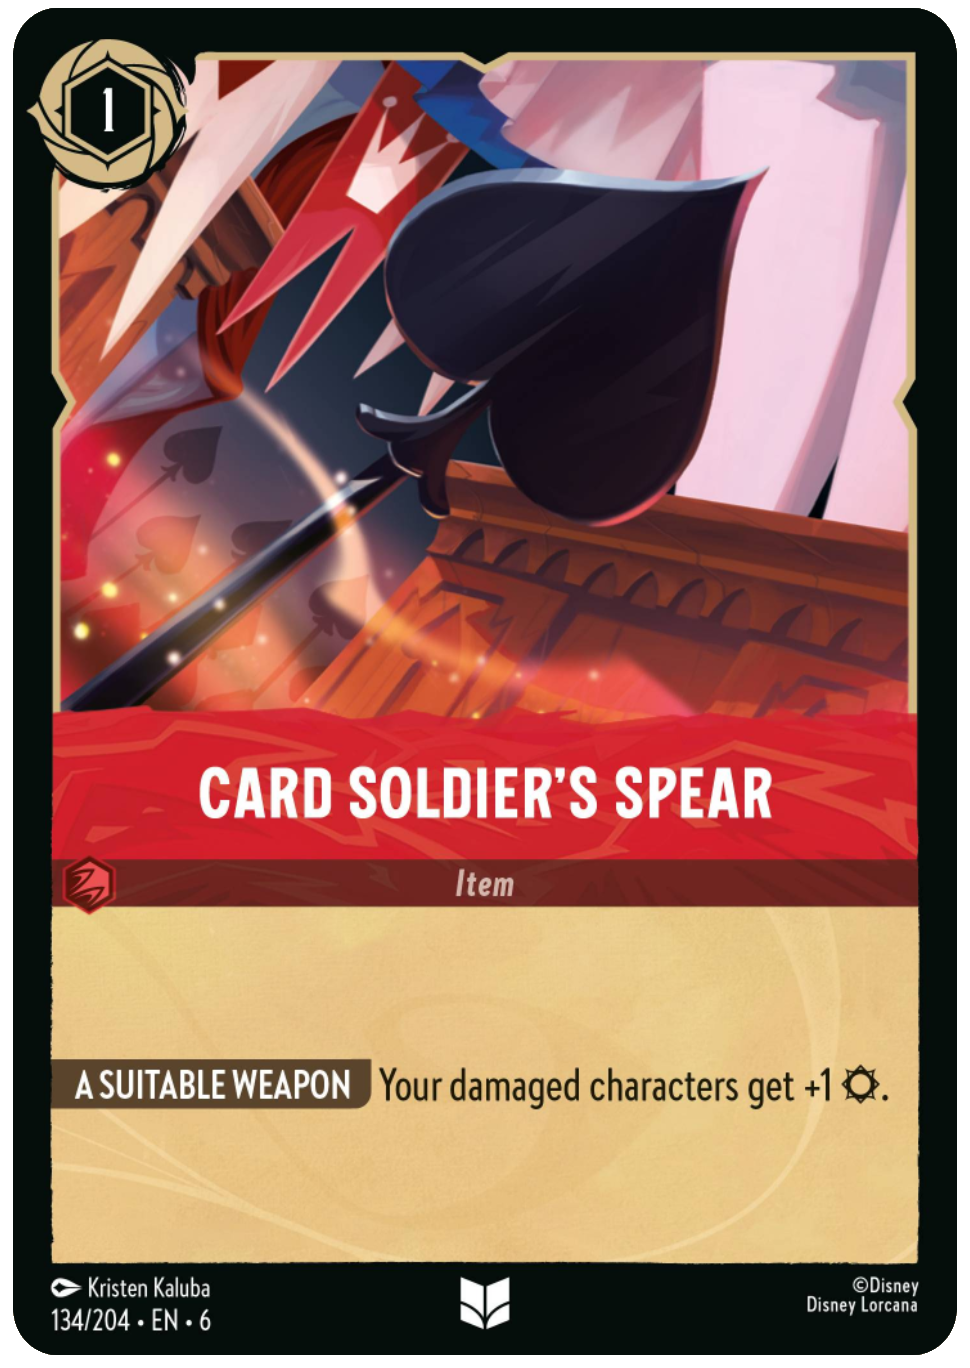 1
CARD SOLDIER'S SPEAR
Item
A SUITABLE WEAPON Your damaged characters get +1 .
Kristen Kaluba
©Disney
134/204 • EN • 6
Disney Lorcana